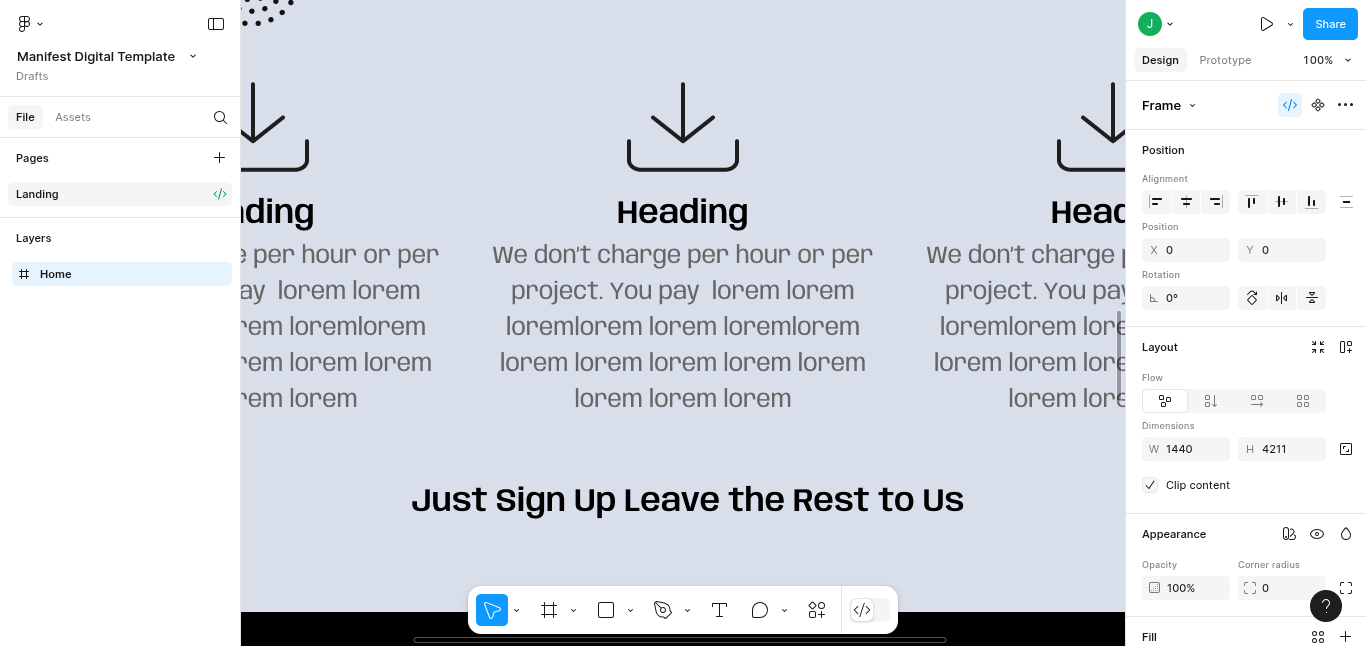 Manifest Digital Template
Drafts
File
Assets
Pages
Landing
Layers
Home
ding
Heading
Head
e per hour or per
ay lorem lorem
rem loremlorem
rem lorem lorem
rem lorem
We don't charge per hour or per
project. You pay  lorem lorem
loremlorem lorem loremlorem
lorem lorem lorem lorem lorem
lorem lorem lorem
We don't charge p
project. You pay
loremlorem lore
lorem lorem lore
lorem lore
Just Sign Up Leave the Rest to Us
J
Share
Design
Prototype
100%
Frame
Position
Alignment
Position
X 0
Y 0
Rotation
0°
Layout
Flow
Dimensions
W 1440
H 4211
Clip content
Appearance
Opacity
Corner radius
100%
0
?
Fill